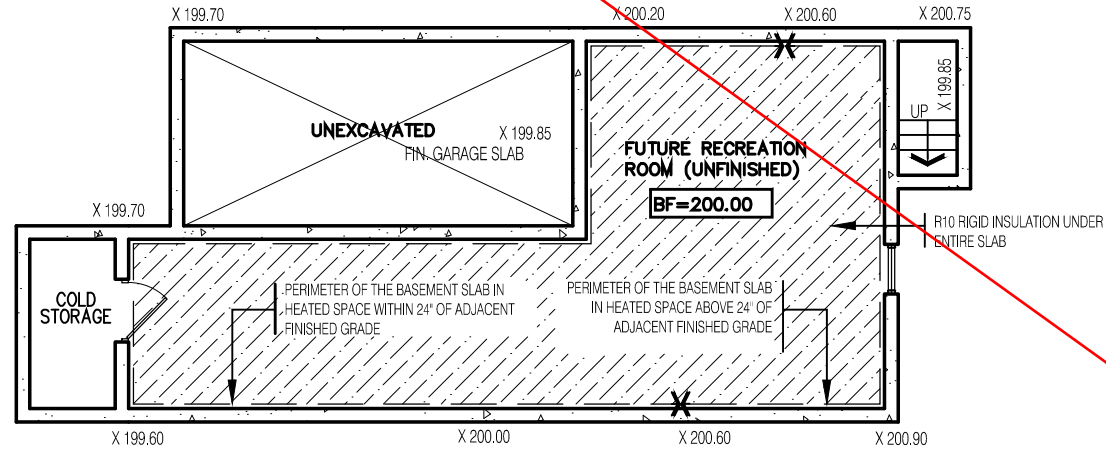 X 199.70
X 200.20
X 200.60
X 200.75
X 199.85
UP
UNEXCAVATED
X 199.85
FIN. GARAGE SLAB
FUTURE RECREATION
ROOM (UNFINISHED)
BF=200.00
X 199.70
R10 RIGID INSULATION UNDER
ENTIRE SLAB
COLD
STORAGE
PERIMETER OF THE BASEMENT SLAB IN
HEATED SPACE WITHIN 24" OF ADJACENT
FINISHED GRADE
PERIMETER OF THE BASEMENT SLAB
IN HEATED SPACE ABOVE 24" OF
ADJACENT FINISHED GRADE
X 199.60
X 200.00
X 200.60
X 200.90